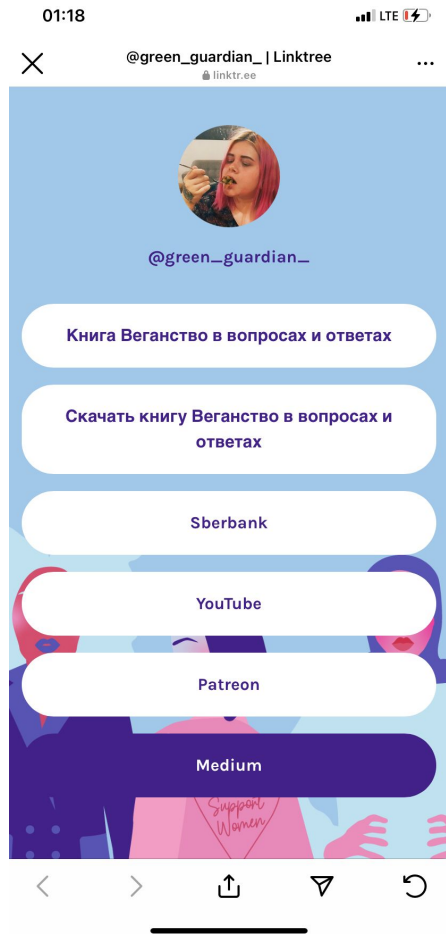 01:18
LTE
@green_guardian_ | Linktree
linktr.ee
@green_guardian_
Книга Веганство в вопросах и ответах
Скачать книгу Веганство в вопросах и
ответах
Sberbank
YouTube
Patreon
Medium
Support
Women